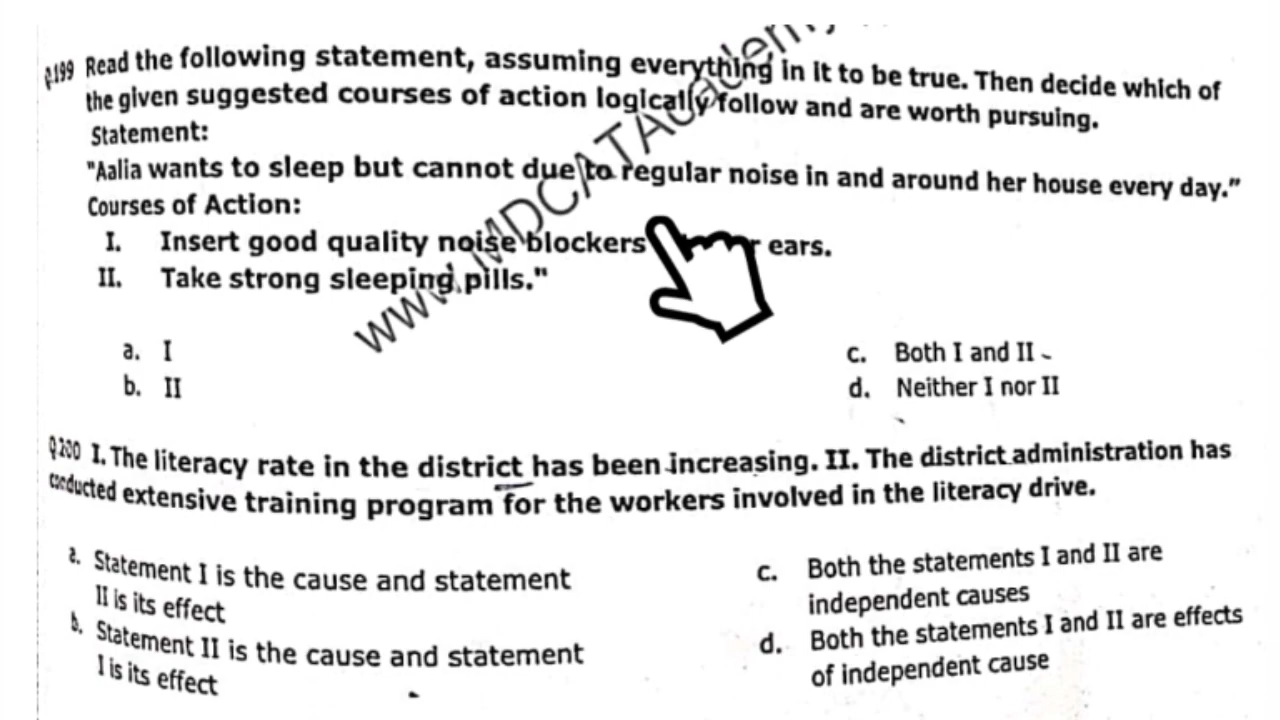 Q199 Read the following statement, assuming everything in it to be true. Then decide which of
the given suggested courses of action logically follow and are worth pursuing.
Statement:
"Aalia wants to sleep but cannot due to regular noise in and around her house every day."
Courses of Action:
I. Insert good quality noise blockers ears.
II. Take strong sleeping pills."
www.MDCATAcademy
a. I
c. Both I and II
b. II
d. Neither I nor II
Q200 I. The literacy rate in the district has been increasing. II. The district administration has
conducted extensive training program for the workers involved in the literacy drive.
a. Statement I is the cause and statement
II is its effect
c. Both the statements I and II are
independent causes
b. Statement II is the cause and statement
I is its effect
d. Both the statements I and II are effects
of independent cause